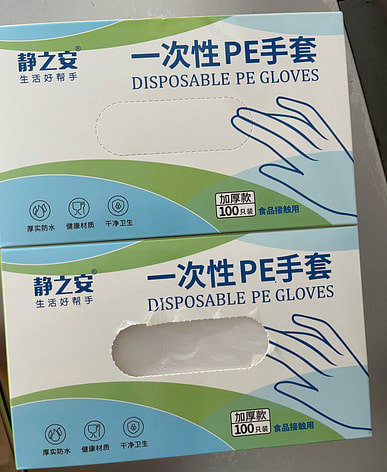 静之安®
生活好帮手
一次性PE手套
DISPOSABLE PE GLOVES
厚实防水
健康材质
干净卫生
加厚款
100只装
食品接触用
静之安®
生活好帮手
一次性PE手套
DISPOSABLE PE GLOVES
厚实防水
健康材质
干净卫生
加厚款
100只装
食品接触用